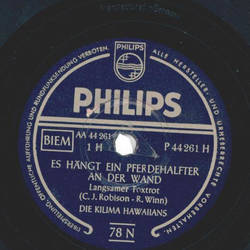 ALLE HERSTELLER- UND URHEBERRECHTE VORBEHALTEN.
PHILIPS
PHILIPS
BIEM
AA 44 261
1 H
P 44 261 H
ES HÄNGT EIN PFERDEHALFTER
AN DER WAND
Langsamer Foxtrot
(C. J. Robison - R. Winn)
DIE KILIMA HAWAIIANS
78 N